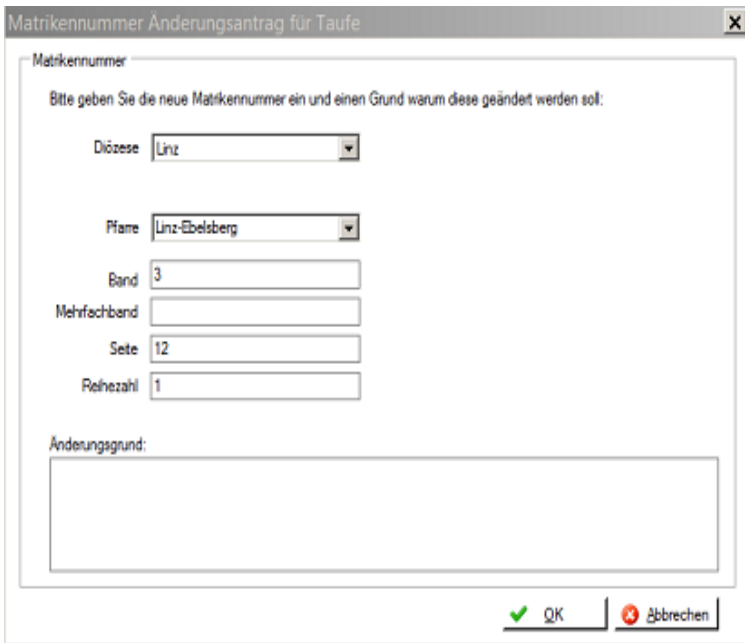 Matrikennummer Änderungsantrag für Taufe
Matrikennummer
Bitte geben Sie die neue Matrikennummer ein und einen Grund warum diese geändert werden soll:
Diözese Linz
Pfarre Linz-Ebelsberg
Band 3
Mehrfachband
Seite 12
Reihezahl 1
Änderungsgrund:
OK Abbrechen